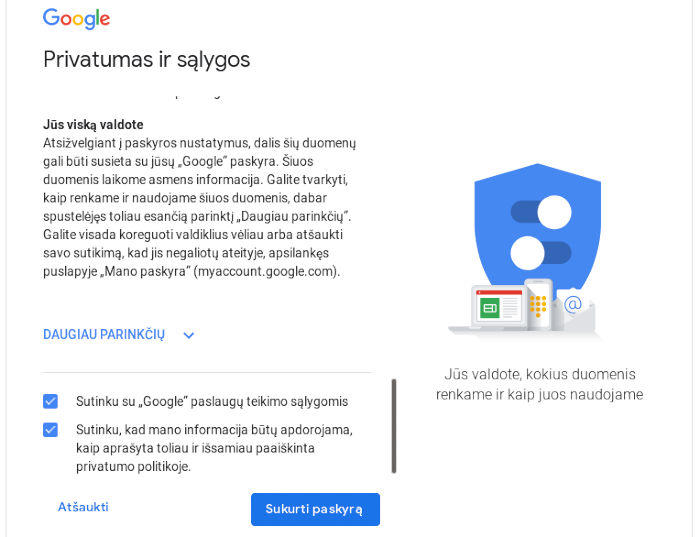 Google
Privatumas ir sąlygos
Jūs viską valdote
Atsižvelgiant į paskyros nustatymus, dalis šių duomenų
gali būti susieta su jūsų „Google“ paskyra. Šiuos
duomenis laikome asmens informacija. Galite tvarkyti,
kaip renkame ir naudojame šiuos duomenis, dabar
spustelėjęs toliau esančią parinktį „Daugiau parinkčių“.
Galite visada koreguoti valdiklius vėliau arba atšaukti
savo sutikimą, kad jis negaliotų ateityje, apsilankęs
puslapyje „Mano paskyra“ (myaccount.google.com).
DAUGIAU PARINKČIŲ
Sutinku su „Google“ paslaugų teikimo sąlygomis
Sutinku, kad mano informacija būtų apdorojama,
kaip aprašyta toliau ir išsamiau paaiškinta
privatumo politikoje.
Atšaukti
Sukurti paskyrą
@
Jūs valdote, kokius duomenis
renkame ir kaip juos naudojame